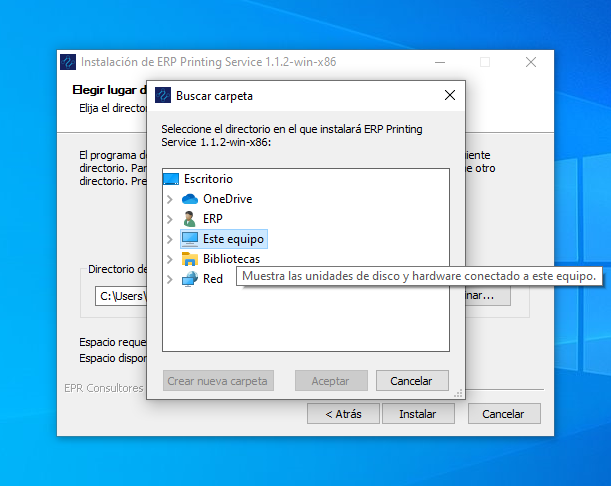 Instalación de ERP Printing Service 1.1.2-win-x86
Elegir lugar d
Elija el directo
El programa d
directorio. Par
directorio. Pre
iente
e otro
Directorio de
C:\Users\
nar...
Espacio reque
Espacio dispor
EPR Consultores
< Atrás
Instalar
Cancelar
Buscar carpeta
Seleccione el directorio en el que instalará ERP Printing
Service 1.1.2-win-x86:
Escritorio
OneDrive
ERP
Este equipo
Bibliotecas
Red
Muestra las unidades de disco y hardware conectado a este equipo.
Crear nueva carpeta
Aceptar
Cancelar